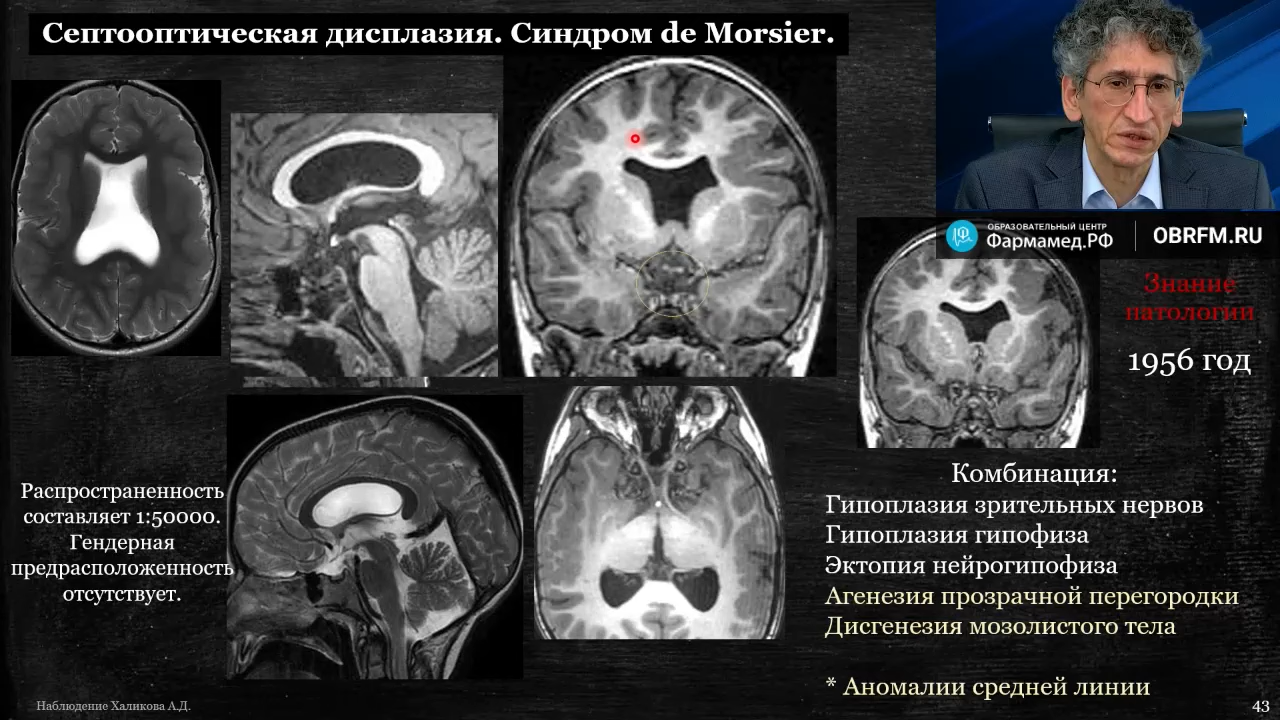 Септооптическая дисплазия. Синдром de Morsier.
ОБРАЗОВАТЕЛЬНЫЙ ЦЕНТР
Фармамед.РФ
OBRFM.RU
Знание
патологии
1956 год
Распространенность
составляет 1:50000.
Гендерная
предрасположенность
отсутствует.
Комбинация:
Гипоплазия зрительных нервов
Гипоплазия гипофиза
Эктопия нейрогипофиза
Агенезия прозрачной перегородки
Дисгенезия мозолистого тела
* Аномалии средней линии
Наблюдение Халикова А.Д.
43